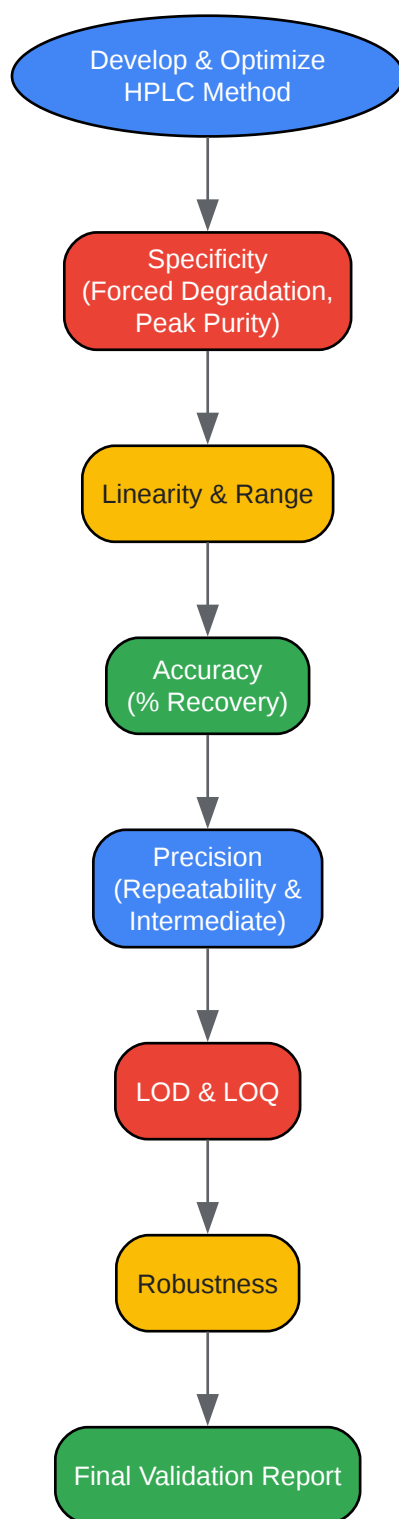 Develop & Optimize
HPLC Method
Specificity
(Forced Degradation,
Peak Purity)
Linearity & Range
Accuracy
(% Recovery)
Precision
(Repeatability &
Intermediate)
LOD & LOQ
Robustness
Final Validation Report